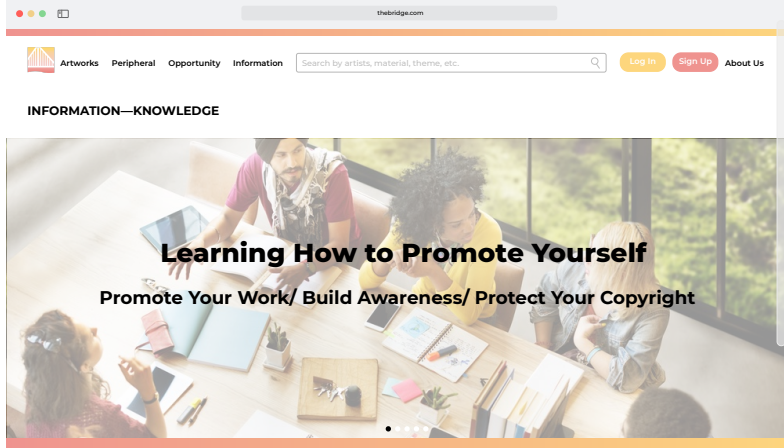 thebridge.com
Artworks Peripheral Opportunity Information Search by artists, material, theme, etc. Log In Sign Up About Us
INFORMATION—KNOWLEDGE
Learning How to Promote Yourself
Promote Your Work/ Build Awareness/ Protect Your Copyright